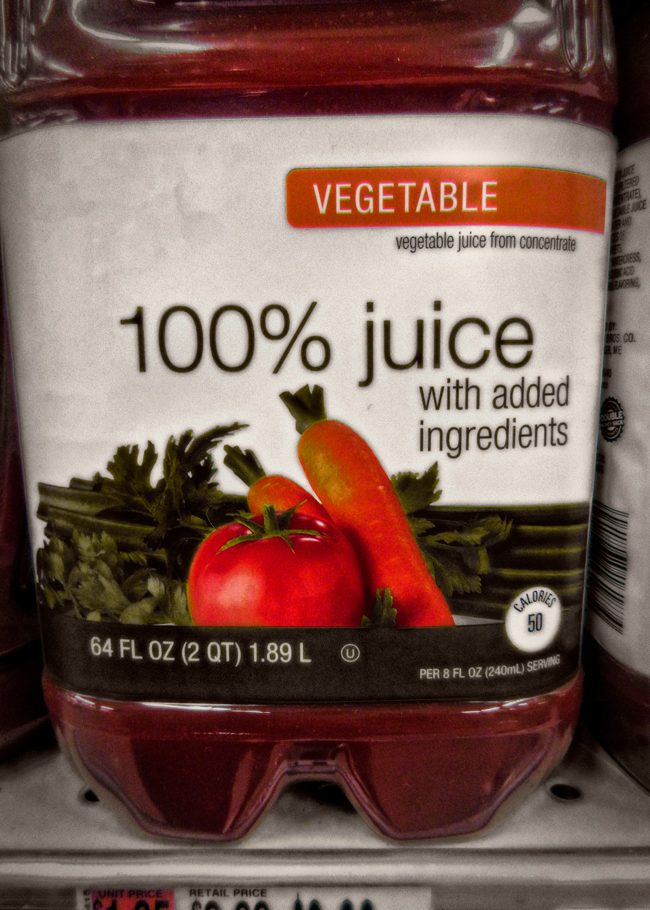 VEGETABLE
vegetable juice from concentrate
100% juice
with added
ingredients
CALORIES
50
64 FL OZ (2 QT) 1.89 L U
PER 8 FL OZ (240mL) SERVING
UNIT PRICE
RETAIL PRICE